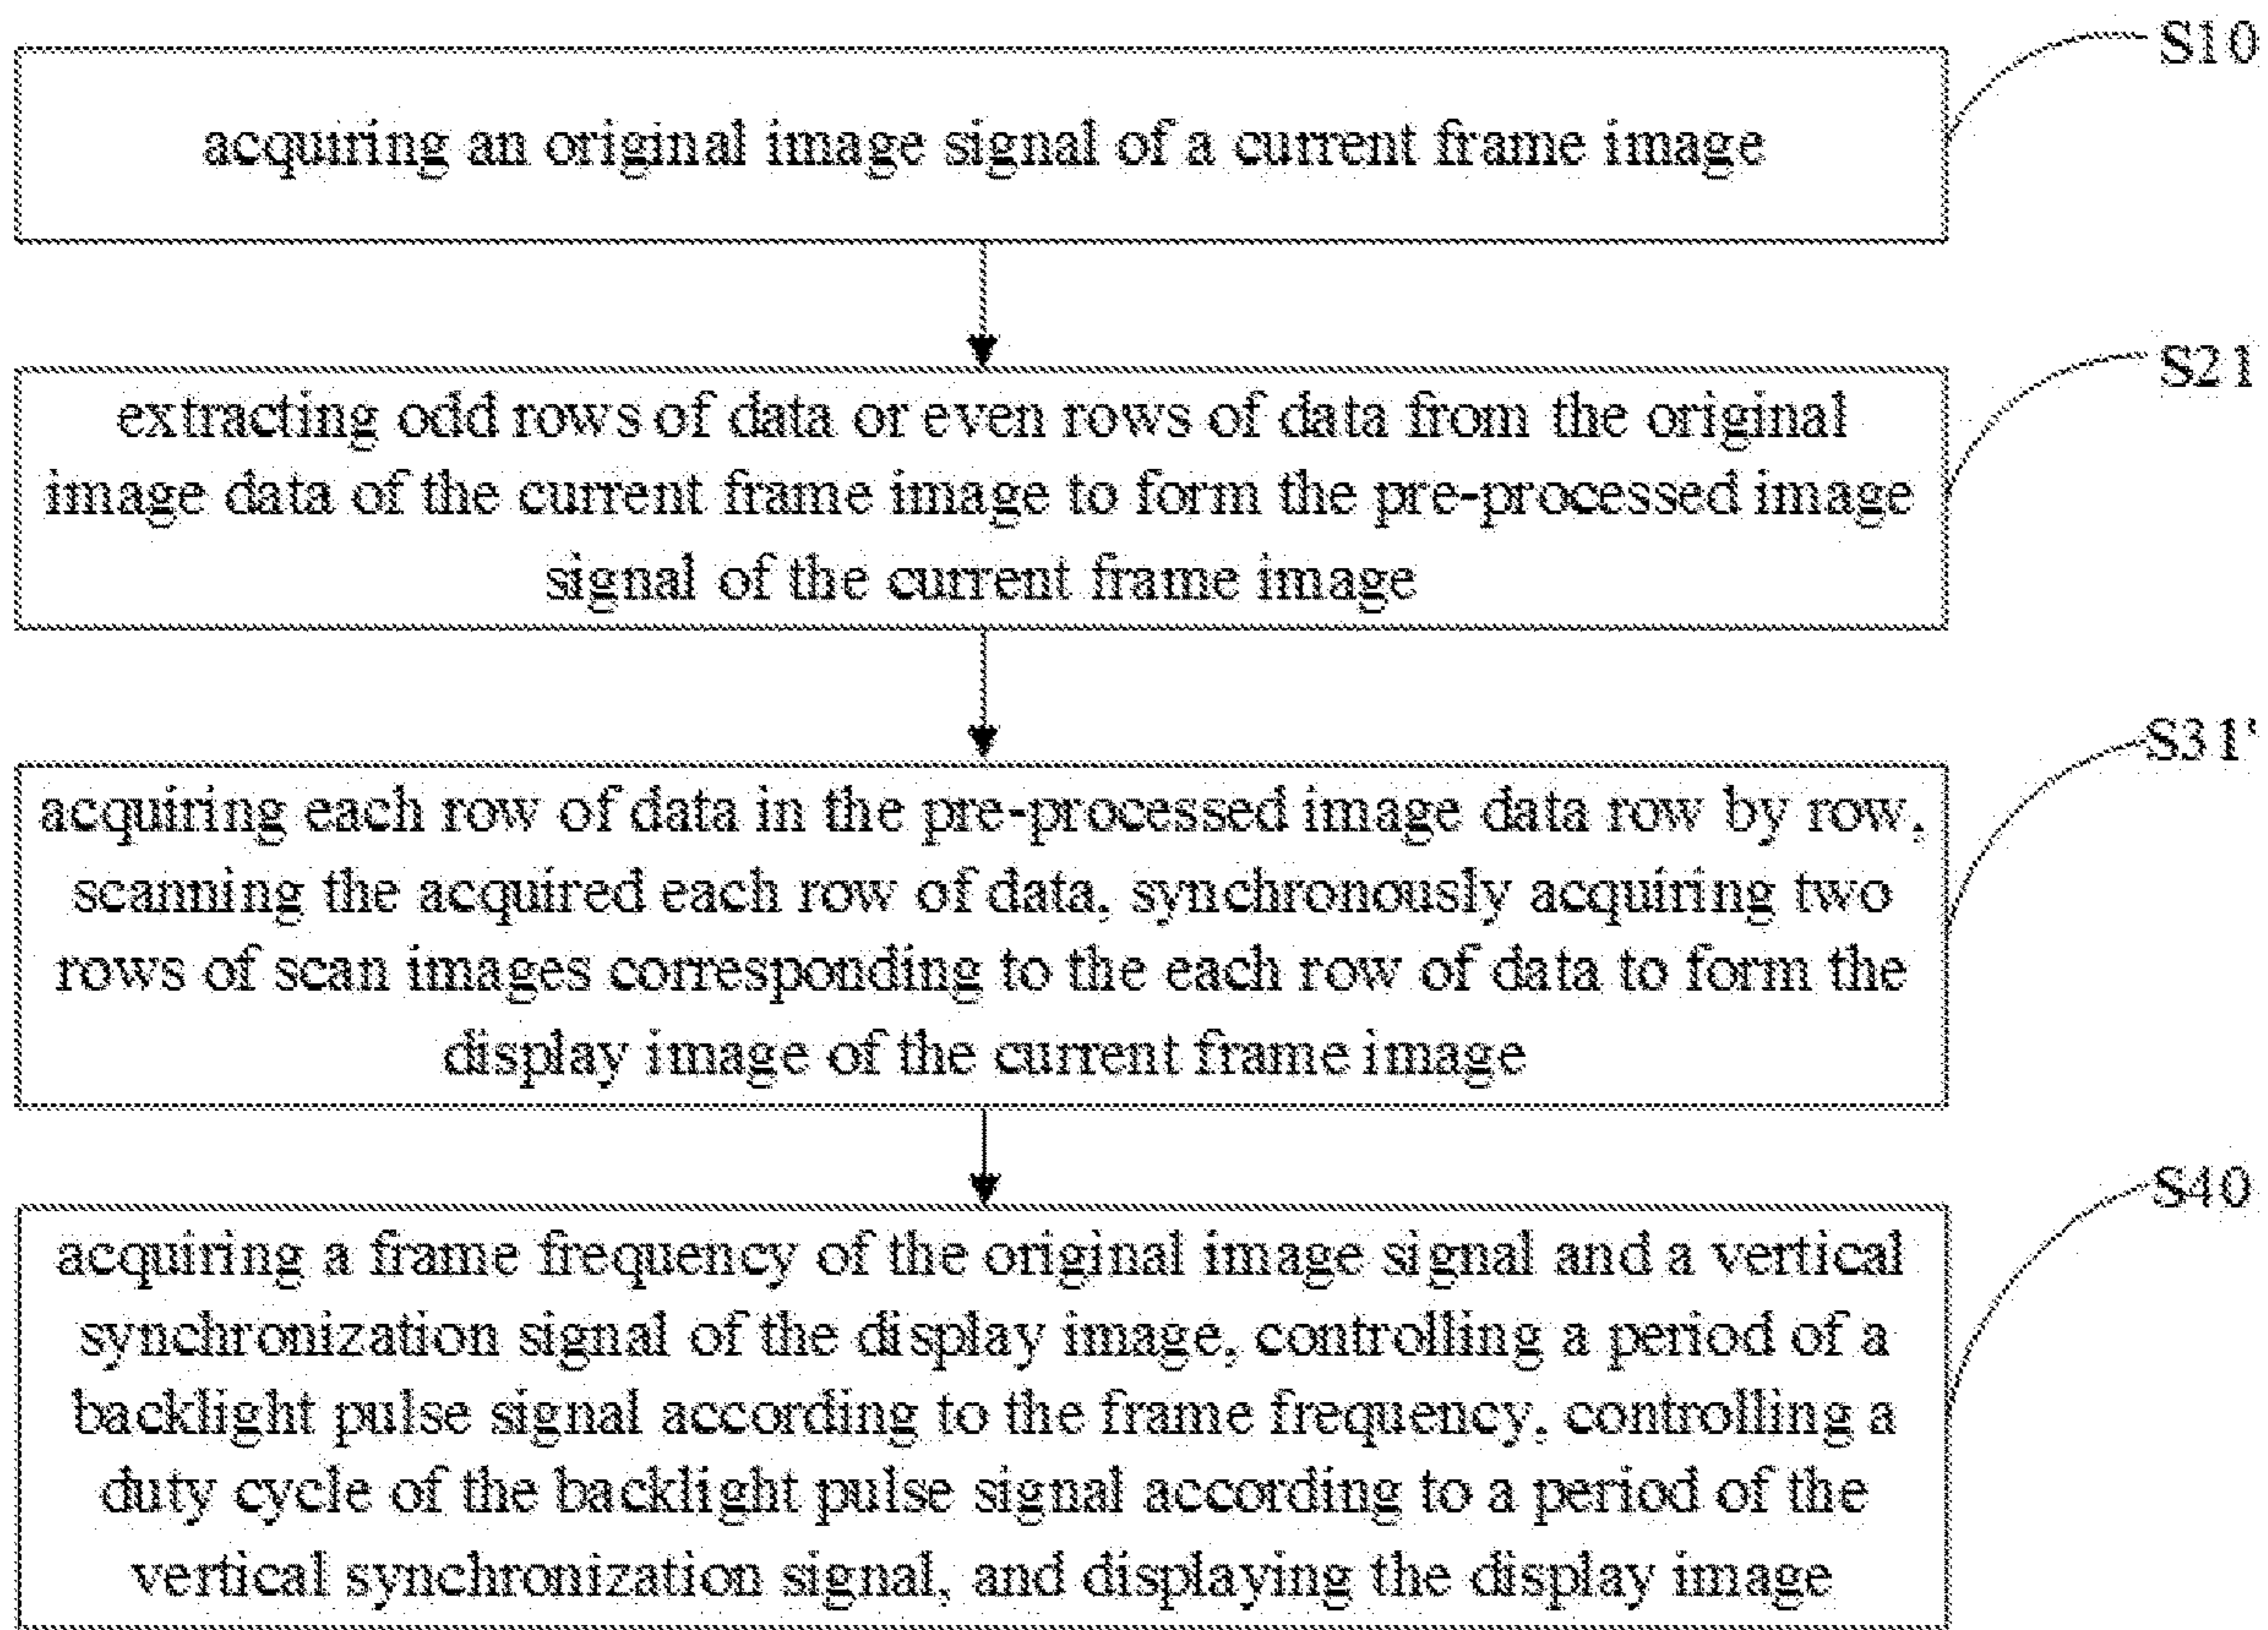 S10
acquiring an original image signal of a current frame image
S21
extracting odd rows of data or even rows of data from the original
image data of the current frame image to form the pre-processed image
signal of the current frame image
S31'
acquiring each row of data in the pre-processed image data row by row,
scanning the acquired each row of data, synchronously acquiring two
rows of scan images corresponding to the each row of data to form the
display image of the current frame image
S40
acquiring a frame frequency of the original image signal and a vertical
synchronization signal of the display image, controlling a period of a
backlight pulse signal according to the frame frequency, controlling a
duty cycle of the backlight pulse signal according to a period of the
vertical synchronization signal, and displaying the display image